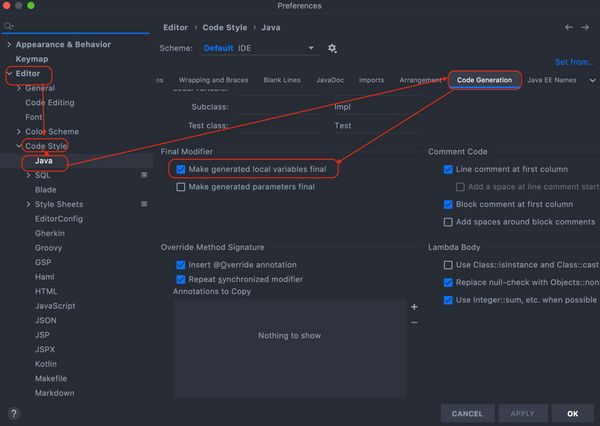 Preferences
Appearance & Behavior
Keymap
Editor
General
Code Editing
Font
Color Scheme
Code Style
Java
SQL
Blade
Style Sheets
EditorConfig
Gherkin
Groovy
GSP
Haml
HTML
JavaScript
JSON
JSP
JSPX
Kotlin
Makefile
Markdown
Editor › Code Style › Java
Scheme: Default IDE
Set from...
Wrapping and Braces Blank Lines JavaDoc Imports Arrangement Code Generation Java EE Names
Subclass: Impl
Test class: Test
Final Modifier
Make generated local variables final
Make generated parameters final
Comment Code
Line comment at first column
Add a space at line comment start
Block comment at first column
Add spaces around block comments
Override Method Signature
Insert @Override annotation
Repeat synchronized modifier
Annotations to Copy
Nothing to show
Lambda Body
Use Class::isInstance and Class::cast
Replace null-check with Objects::non
Use Integer::sum, etc. when possible
?
CANCEL APPLY OK